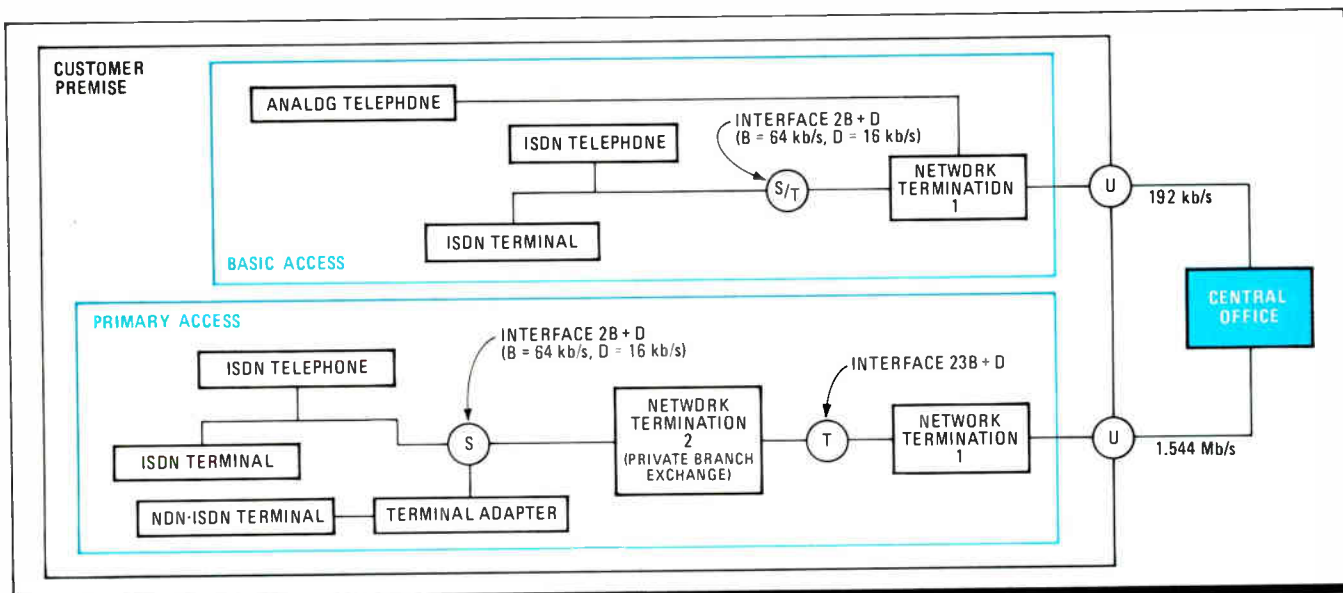 CUSTOMER
PREMISE
ANALOG TELEPHONE
ISDN TELEPHONE
INTERFACE 2B + D
(B = 64 kb/s, D = 16 kb/s)
S/T
NETWORK
TERMINATION
1
U
192 kb/s
ISDN TERMINAL
BASIC ACCESS
CENTRAL
OFFICE
PRIMARY ACCESS
INTERFACE 2B + D
(B = 64 kb/s, D = 16 kb/s)
ISDN TELEPHONE
INTERFACE 23B + D
NETWORK
TERMINATION
2
(PRIVATE BRANCH
EXCHANGE)
S
T
NETWORK
TERMINATION
1
U
1.544 Mb/s
ISDN TERMINAL
NON-ISDN TERMINAL
TERMINAL ADAPTER